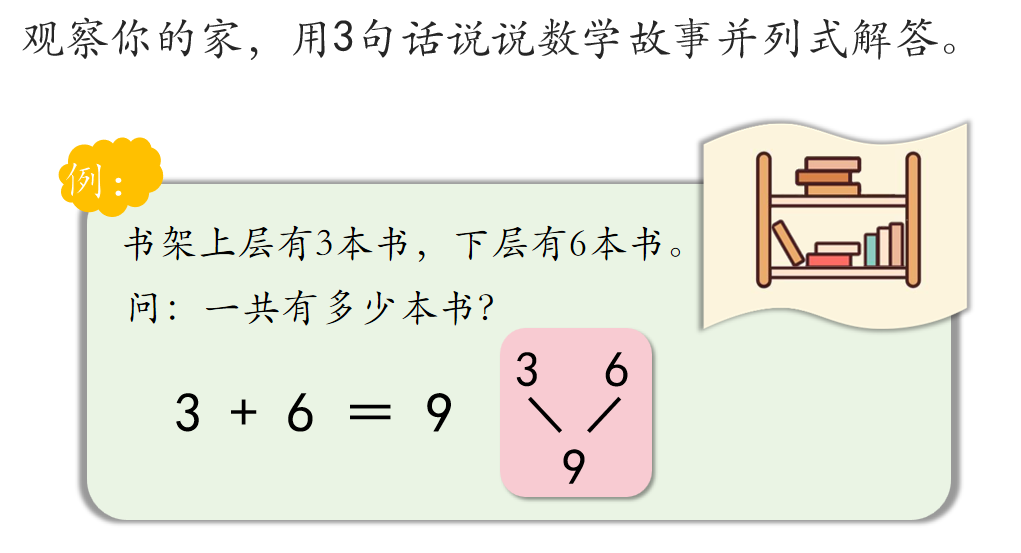 观察你的家，用3句话说说数学故事并列式解答。
例：
书架上层有3本书，下层有6本书。
问：一共有多少本书？
3 + 6 = 9
3 6
9